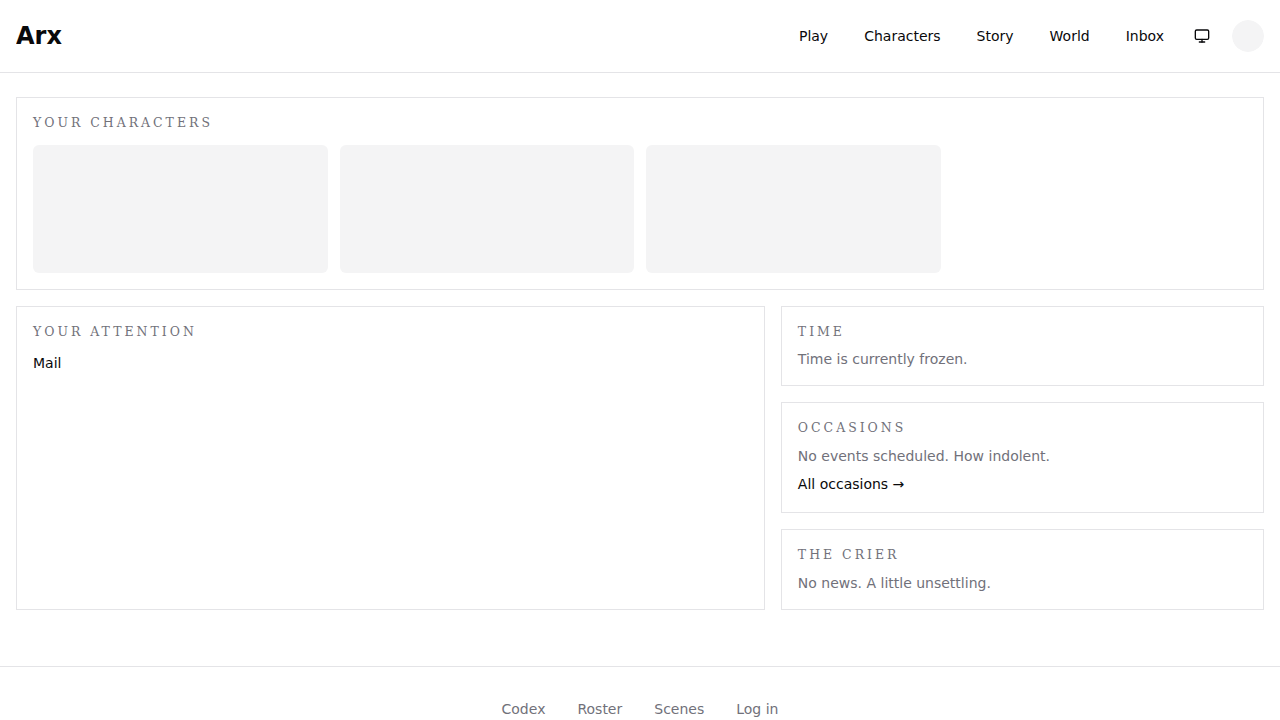 Arx
Play Characters Story World Inbox
YOUR CHARACTERS
YOUR ATTENTION
Mail
TIME
Time is currently frozen.
OCCASIONS
No events scheduled. How indolent.
All occasions →
THE CRIER
No news. A little unsettling.
Codex Roster Scenes Log in